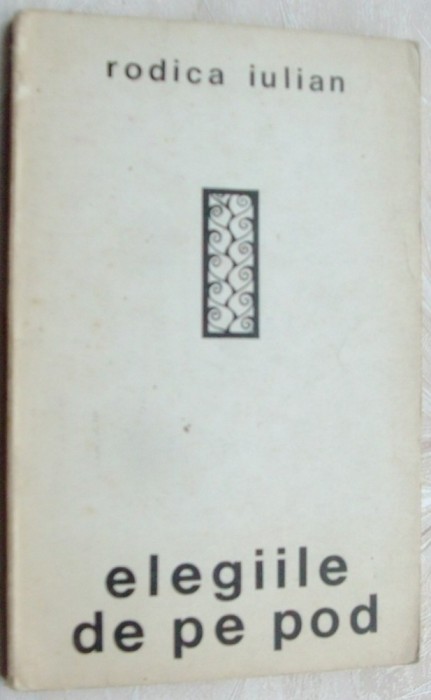 rodica iulian
elegiile
de pe pod